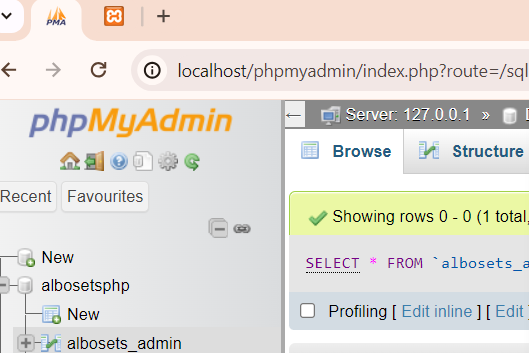 PMA
localhost/phpmyadmin/index.php?route=/sql
phpMyAdmin
Server: 127.0.0.1 »
Browse
Structure
Recent
Favourites
Showing rows 0 - 0 (1 total,
New
SELECT * FROM `albosets_a
albosetsphp
New
Profiling [ Edit inline ] [ Edit
albosets_admin